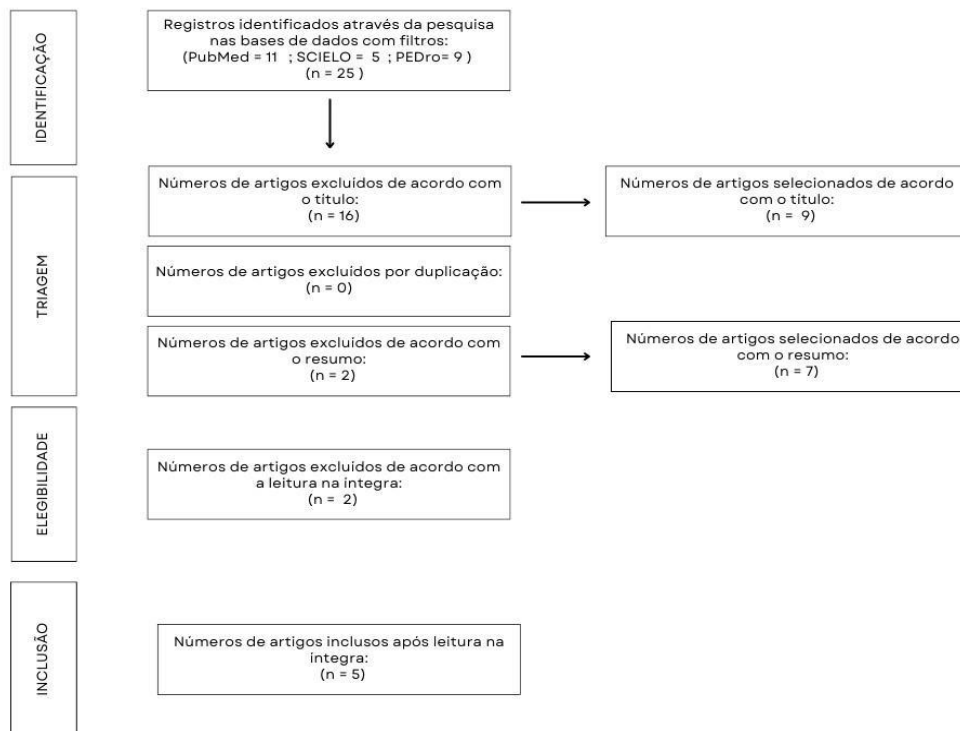 IDENTIFICAÇÃO
Registros identificados através da pesquisa
nas bases de dados com filtros:
(PubMed = 11 ; SCIELO = 5 ; PEDro= 9 )
(n = 25 )
TRIAGEM
Números de artigos excluídos de acordo com
o título:
(n = 16)
Números de artigos selecionados de acordo
com o título:
(n = 9)
Números de artigos excluídos por duplicação:
(n = 0)
Números de artigos excluídos de acordo com
o resumo:
(n = 2)
Números de artigos selecionados de acordo
com o resumo:
(n = 7)
ELEGIBILIDADE
Números de artigos excluídos de acordo com
a leitura na íntegra:
(n = 2)
INCLUSÃO
Números de artigos inclusos após leitura na
íntegra:
(n = 5)